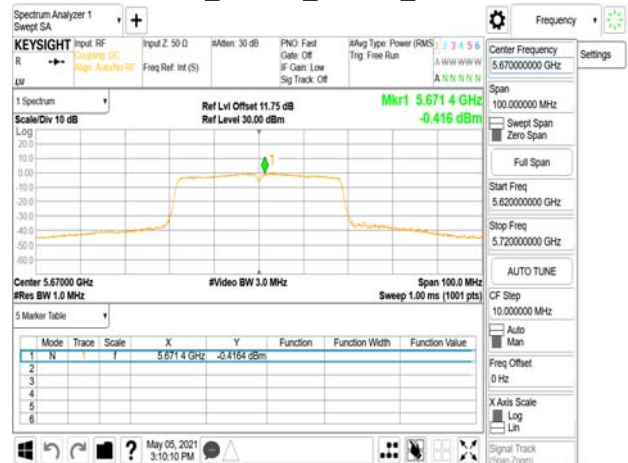 Spectrum Analyzer 1
Swept SA
+
Frequency
KEYSIGHT
R
Input: RF
Coupling: DC
Align: Auto/No RF
Input Z: 50 Ω
Freq Ref: Int (S)
#Atten: 30 dB
PNO: Fast
Gate: Off
IF Gain: Low
Sig Track: Off
#Avg Type: Power (RMS
Trig: Free Run
1 2 3 4 5 6
A W W W W W
A N N N N N
Center Frequency
5.670000000 GHz
Settings
Span
100.000000 MHz
Swept Span
Zero Span
Full Span
Start Freq
5.620000000 GHz
Stop Freq
5.720000000 GHz
AUTO TUNE
CF Step
10.000000 MHz
Auto
Man
Freq Offset
0 Hz
X Axis Scale
Log
Lin
Signal Track
(Span Zoom)
1 Spectrum
Scale/Div 10 dB
Ref Lvl Offset 11.75 dB
Ref Level 30.00 dBm
Mkr1 5.671 4 GHz
-0.416 dBm
Log
20.0
10.0
0.00
-10.0
-20.0
-30.0
-40.0
-50.0
-60.0
1
Center 5.67000 GHz
#Res BW 1.0 MHz
#Video BW 3.0 MHz
Span 100.0 MHz
Sweep 1.00 ms (1001 pts)
5 Marker Table
Mode Trace Scale X Y Function Function Width Function Value
1 N 1 f 5.671 4 GHz -0.4164 dBm
2
3
4
5
6
?
May 05, 2021
3:10:10 PM